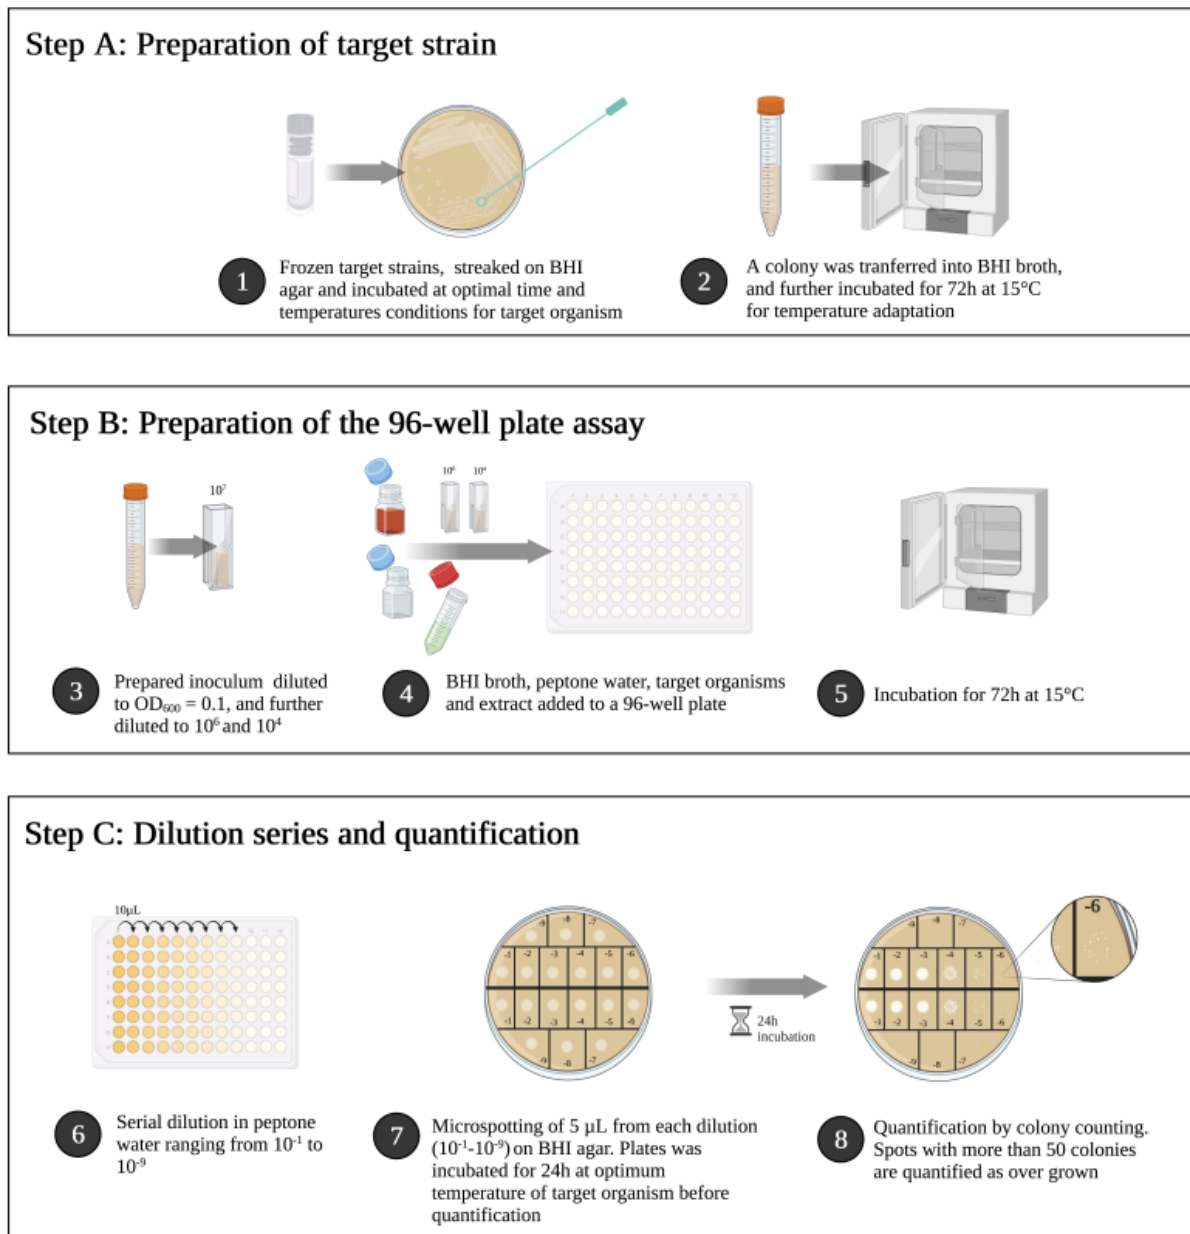 Step A: Preparation of target strain
1
Frozen target strains, streaked on BHI
agar and incubated at optimal time and
temperatures conditions for target organism
2
A colony was tranferred into BHI broth,
and further incubated for 72h at 15°C
for temperature adaptation
Step B: Preparation of the 96-well plate assay
10⁷
10⁶ 10⁴
3
Prepared inoculum diluted
to OD₆₀₀ = 0.1, and further
diluted to 10⁶ and 10⁴
4
BHI broth, peptone water, target organisms
and extract added to a 96-well plate
5
Incubation for 72h at 15°C
Step C: Dilution series and quantification
10µL
-9 -8 -7
-1 -2 -3 -4 -5 -6
-1 -2 -3 -4 -5 -6
-9 -8 -7
24h
incubation
-9 -8 -7
-1 -2 -3 -4 -5 -6
-1 -2 -3 -4 -5 -6
-9 -8 -7
-6
6
Serial dilution in peptone
water ranging from 10⁻¹ to
10⁻⁹
7
Microspotting of 5 µL from each dilution
(10⁻¹-10⁻⁹) on BHI agar. Plates was
incubated for 24h at optimum
temperature of target organism before
quantification
8
Quantification by colony counting.
Spots with more than 50 colonies
are quantified as over grown